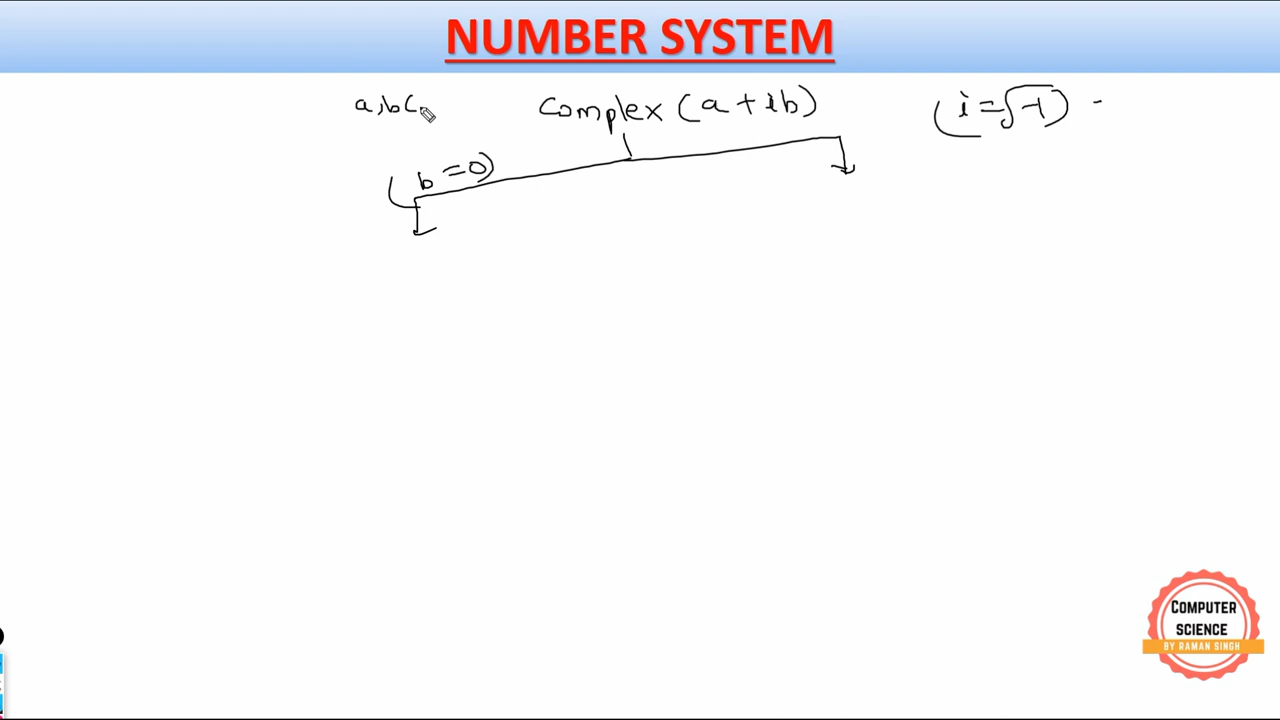 NUMBER SYSTEM
a,b( complex (a+ib) (i=√-1) -
(b=0)
COMPUTER
SCIENCE
BY RAMAN SINGH